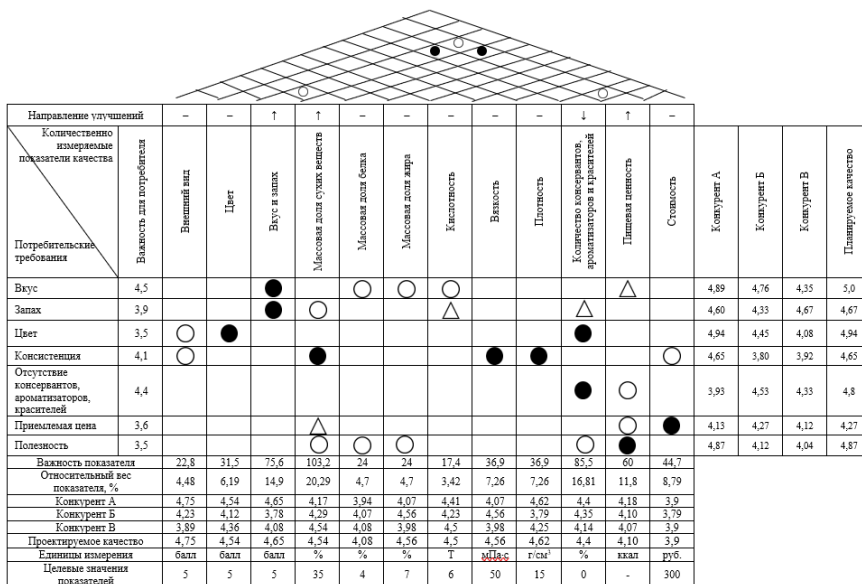 Направление улучшений – – ↑ ↑ – – – – – ↓ ↑ –
Количественно
измеряемые
показатели качества
Потребительские
требования
Важность для потребителя
Внешний вид
Цвет
Вкус и запах
Массовая доля сухих веществ
Массовая доля белка
Массовая доля жира
Кислотность
Вязкость
Плотность
Количество консервантов,
ароматизаторов и красителей
Пищевая ценность
Стоимость
Конкурент А
Конкурент Б
Конкурент В
Планируемое качество
Вкус 4,5 4,89 4,76 4,35 5,0
Запах 3,9 4,60 4,33 4,67 4,67
Цвет 3,5 4,94 4,45 4,08 4,94
Консистенция 4,1 4,65 3,80 3,92 4,65
Отсутствие
консервантов,
ароматизаторов,
красителей
4,4 3,93 4,53 4,33 4,8
Приемлемая цена 3,6 4,13 4,27 4,12 4,27
Полезность 3,5 4,87 4,12 4,04 4,87
Важность показателя 22,8 31,5 75,6 103,2 24 24 17,4 36,9 36,9 85,5 60 44,7
Относительный вес
показателя, %
4,48 6,19 14,9 20,29 4,7 4,7 3,42 7,26 7,26 16,81 11,8 8,79
Конкурент А 4,75 4,54 4,65 4,17 3,94 4,07 4,41 4,07 4,62 4,4 4,18 3,9
Конкурент Б 4,23 4,12 3,78 4,29 4,07 4,56 4,23 4,56 3,79 4,35 4,10 3,79
Конкурент В 3,89 4,36 4,08 4,54 4,08 3,98 4,5 3,98 4,25 4,14 4,07 3,9
Проектируемое качество 4,75 4,54 4,65 4,54 4,08 4,56 4,5 4,56 4,62 4,4 4,10 3,9
Единицы измерения балл балл балл % % % Т мПа·с г/см³ % ккал руб.
Целевые значения
показателей
5 5 5 35 4 7 6 50 15 0 - 300